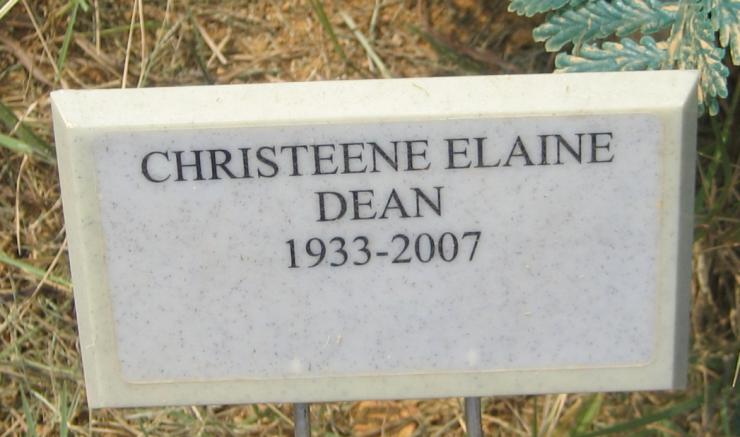 CHRISTEENE ELAINE
DEAN
1933-2007